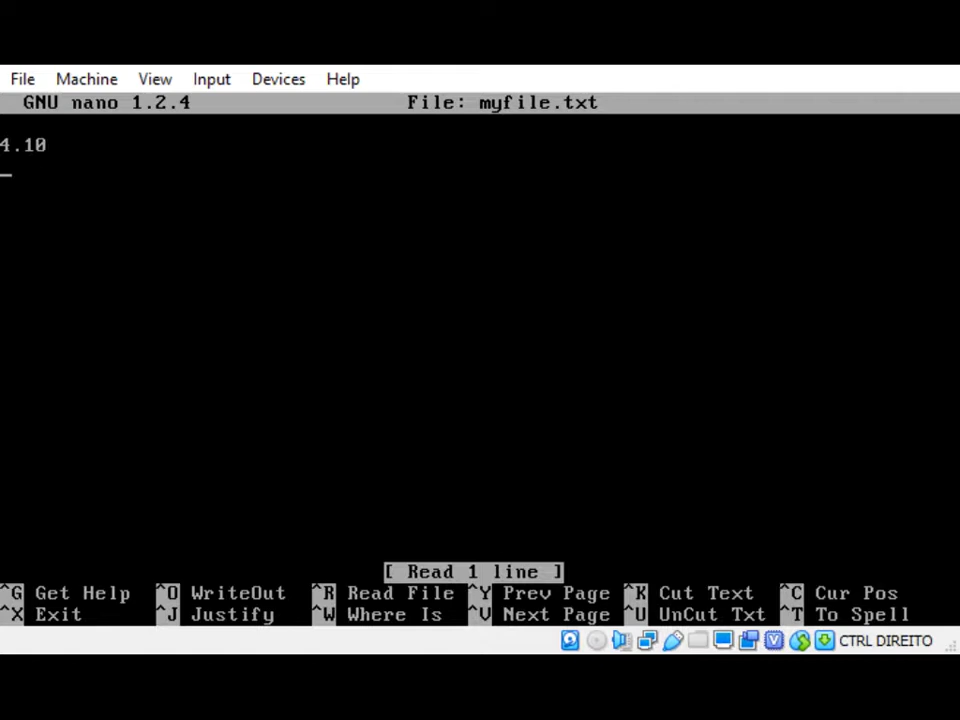 File Machine View Input Devices Help
GNU nano 1.2.4 File: myfile.txt
4.10
[ Read 1 line ]
^G Get Help ^O WriteOut ^R Read File ^Y Prev Page ^K Cut Text ^C Cur Pos
^X Exit ^J Justify ^W Where Is ^V Next Page ^U UnCut Txt ^T To Spell
CTRL DIREITO